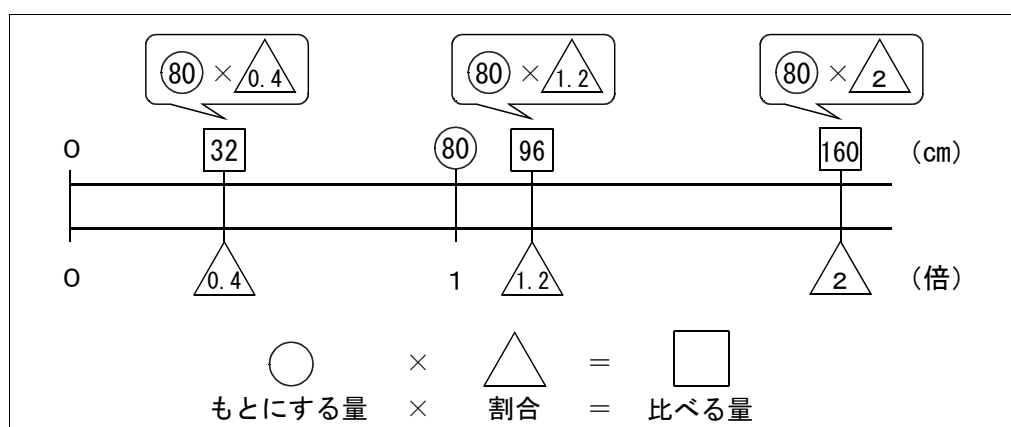 80 × 0.4
80 × 1.2
80 × 2
0 32 80 96 160 (cm)
0 0.4 1 1.2 2 (倍)
× =
もとにする量 × 割合 = 比べる量